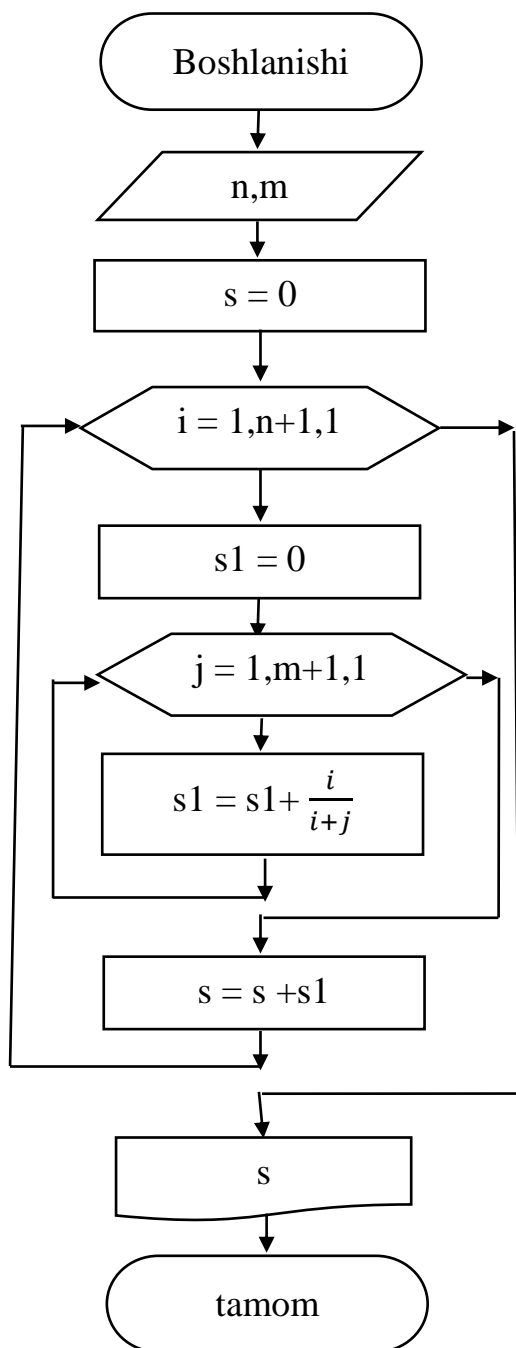 Boshlanishi
n,m
s = 0
i = 1,n+1,1
s1 = 0
j = 1,m+1,1
s1 = s1+ i/(i+j)
s = s +s1
s
tamom